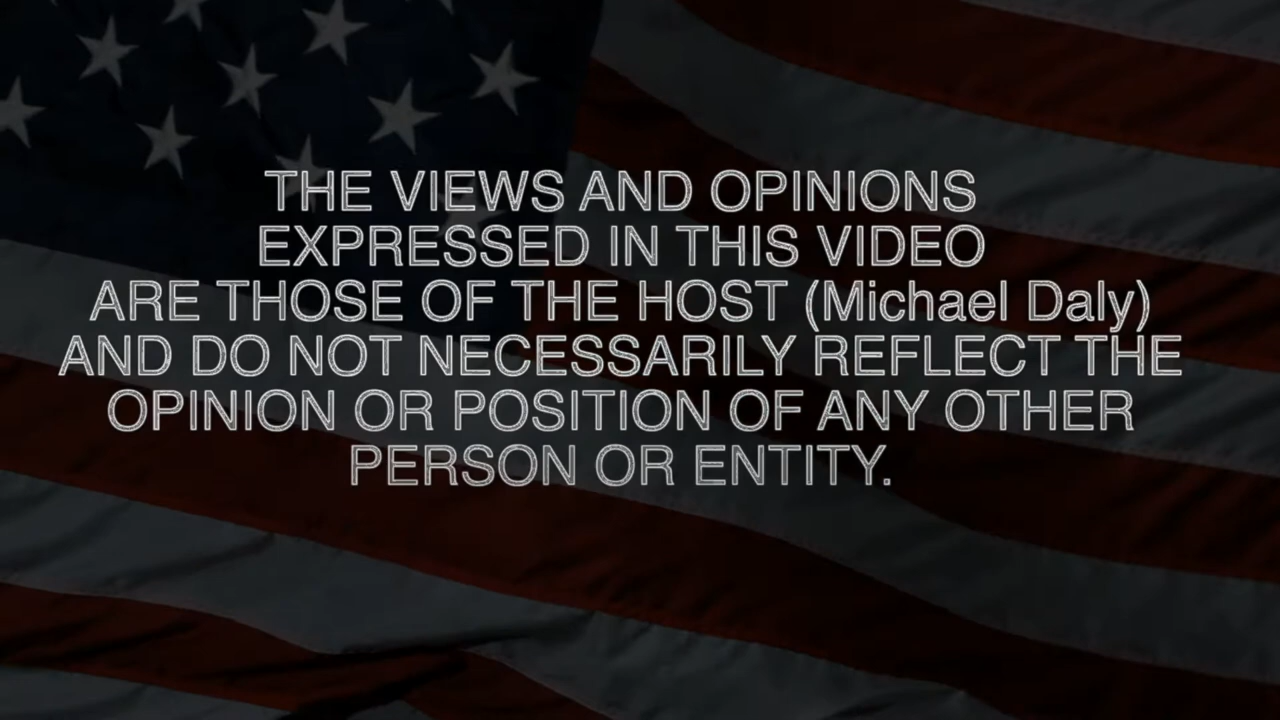 THE VIEWS AND OPINIONS
EXPRESSED IN THIS VIDEO
ARE THOSE OF THE HOST (Michael Daly)
AND DO NOT NECESSARILY REFLECT THE
OPINION OR POSITION OF ANY OTHER
PERSON OR ENTITY.